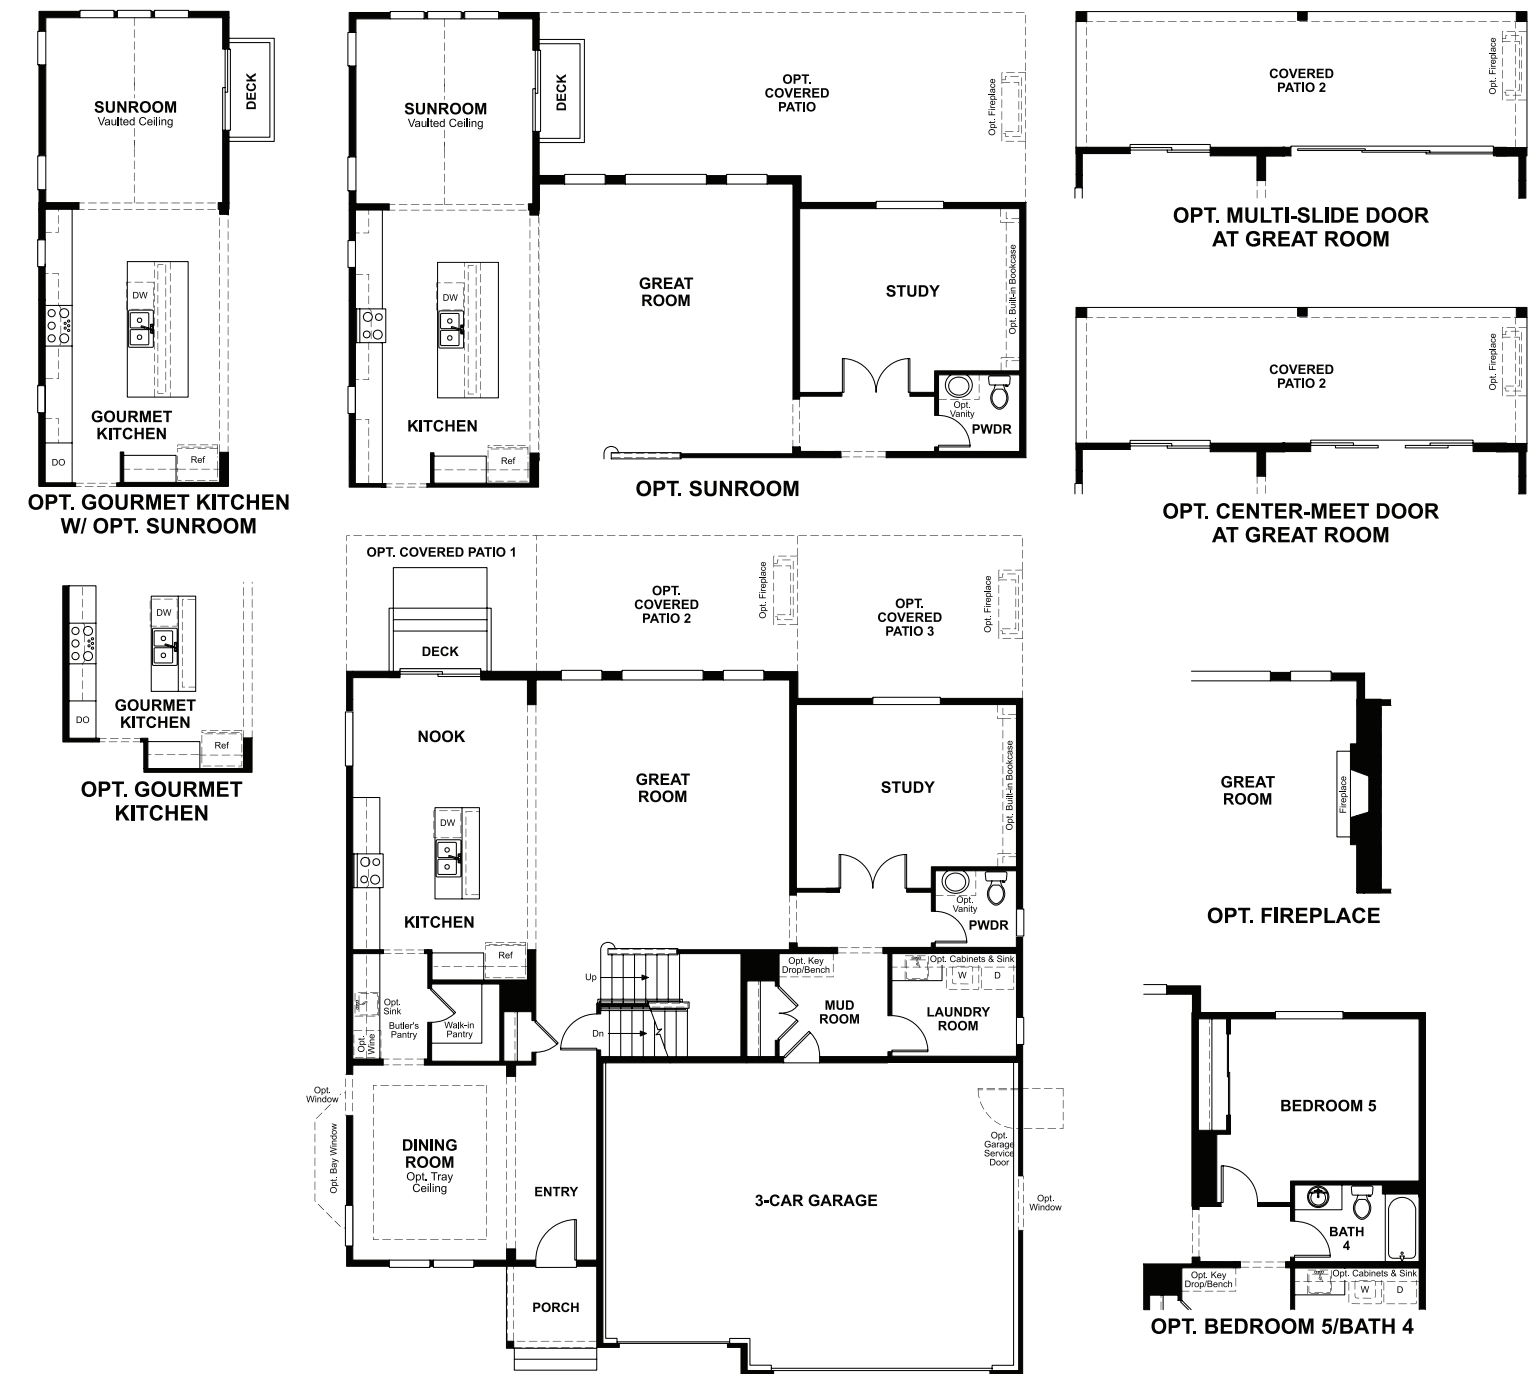 SUNROOM
Vaulted Ceiling
DECK
DW
GOURMET
KITCHEN
DO
Ref
OPT. GOURMET KITCHEN
W/ OPT. SUNROOM
SUNROOM
Vaulted Ceiling
DECK
OPT.
COVERED
PATIO
Opt. Fireplace
GREAT
ROOM
STUDY
Opt. Built-in Bookcase
DW
KITCHEN
Ref
Opt.
Vanity
PWDR
OPT. SUNROOM
COVERED
PATIO 2
Opt. Fireplace
OPT. MULTI-SLIDE DOOR
AT GREAT ROOM
COVERED
PATIO 2
Opt. Fireplace
OPT. CENTER-MEET DOOR
AT GREAT ROOM
DW
GOURMET
KITCHEN
DO
Ref
OPT. GOURMET
KITCHEN
OPT. COVERED PATIO 1
DECK
OPT.
COVERED
PATIO 2
Opt. Fireplace
OPT.
COVERED
PATIO 3
Opt. Fireplace
NOOK
GREAT
ROOM
STUDY
Opt. Built-in Bookcase
DW
KITCHEN
Ref
Opt.
Vanity
PWDR
Up
Dn
Opt. Key
Drop/Bench
Opt. Cabinets & Sink
W
D
MUD
ROOM
LAUNDRY
ROOM
Opt.
Sink
Butler's
Pantry
Opt.
Wine
Walk-in
Pantry
Opt.
Window
Opt. Bay Window
DINING
ROOM
Opt. Tray
Ceiling
ENTRY
PORCH
3-CAR GARAGE
Opt.
Garage
Service
Door
Opt.
Window
GREAT
ROOM
Fireplace
OPT. FIREPLACE
BEDROOM 5
BATH
4
Opt. Key
Drop/Bench
Opt. Cabinets & Sink
W
D
OPT. BEDROOM 5/BATH 4